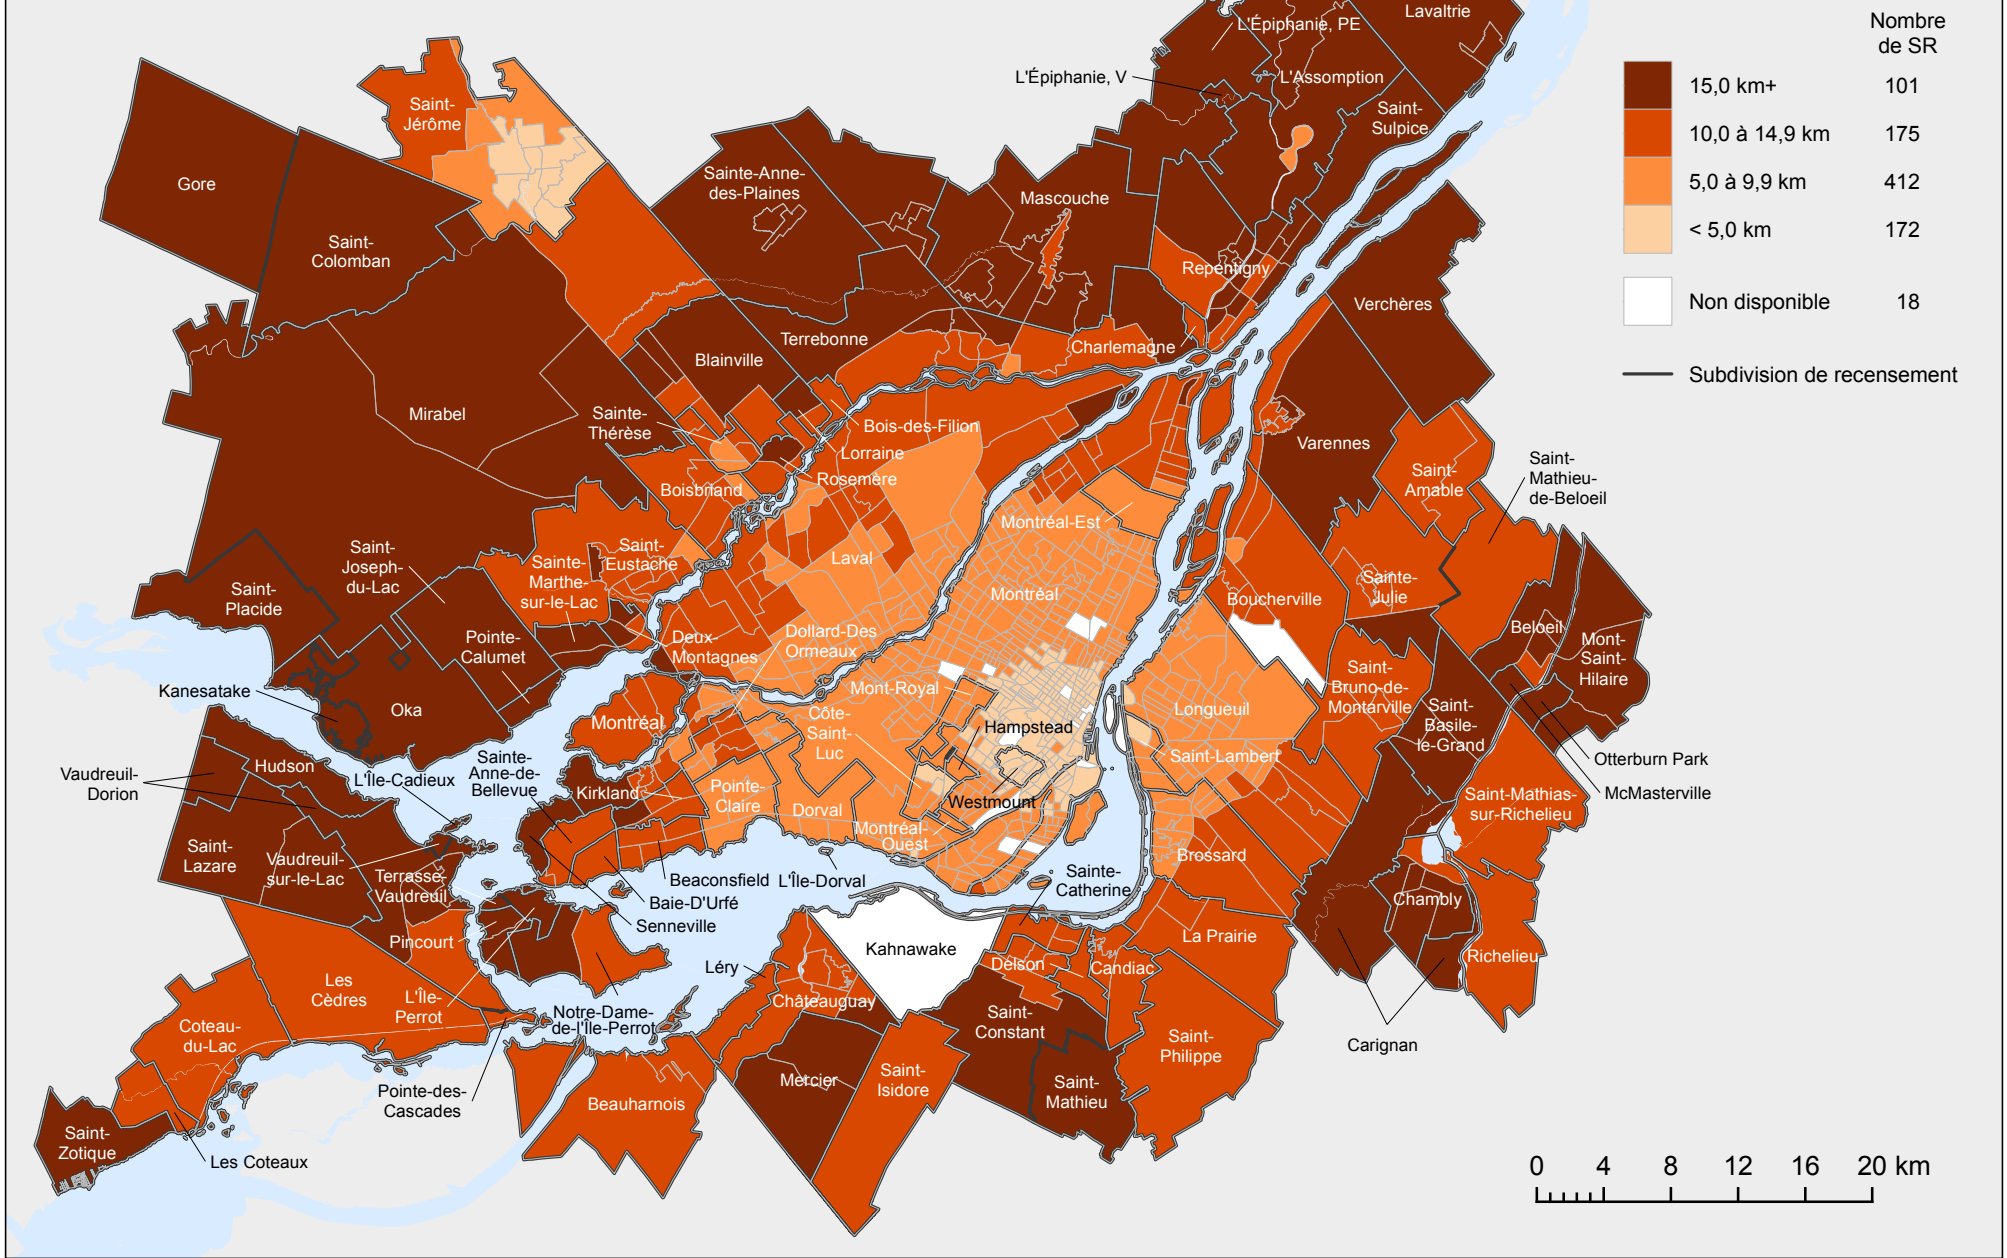 Nombre
de SR
15,0 km+ 101
10,0 à 14,9 km 175
5,0 à 9,9 km 412
< 5,0 km 172
Non disponible 18
Subdivision de recensement
Lavaltrie
L'Épiphanie, PE
L'Épiphanie, V
L'Assomption
Saint-
Sulpice
Saint-
Jérôme
Gore
Saint-
Colomban
Sainte-Anne-
des-Plaines
Mascouche
Repentigny
Verchères
Terrebonne
Charlemagne
Blainville
Mirabel
Sainte-
Thérèse
Bois-des-Filion
Lorraine
Rosemère
Boisbriand
Varennes
Saint-
Amable
Saint-
Mathieu-
de-Beloeil
Montréal-Est
Laval
Saint-
Eustache
Sainte-
Marthe-
sur-le-Lac
Saint-
Joseph-
du-Lac
Saint-
Placide
Montréal
Boucherville
Sainte-
Julie
Beloeil
Mont-
Saint-
Hilaire
Pointe-
Calumet
Deux-
Montagnes
Dollard-Des
Ormeaux
Kanesatake
Oka
Mont-Royal
Montréal
Côte-
Saint-
Luc
Hampstead
Longueuil
Saint-
Bruno-de-
Montarville
Saint-
Basile-
le-Grand
Saint-Lambert
Otterburn Park
McMasterville
Vaudreuil-
Dorion
Hudson
L'Île-Cadieux
Sainte-
Anne-de-
Bellevue
Kirkland
Pointe-
Claire
Dorval
Westmount
Montréal-
Ouest
Saint-Mathias-
sur-Richelieu
Saint-
Lazare
Vaudreuil-
sur-le-Lac
Terrasse-
Vaudreuil
Beaconsfield
Baie-D'Urfé
Senneville
L'Île-Dorval
Sainte-
Catherine
Brossard
Chambly
Pincourt
Kahnawake
La Prairie
Richelieu
Les
Cèdres
L'Île-
Perrot
Léry
Châteauguay
Delson
Candiac
Notre-Dame-
de-l'Île-Perrot
Coteau-
du-Lac
Saint-
Constant
Saint-
Philippe
Carignan
Pointe-des-
Cascades
Beauharnois
Mercier
Saint-
Isidore
Saint-
Mathieu
Saint-
Zotique
Les Coteaux
0 4 8 12 16 20 km